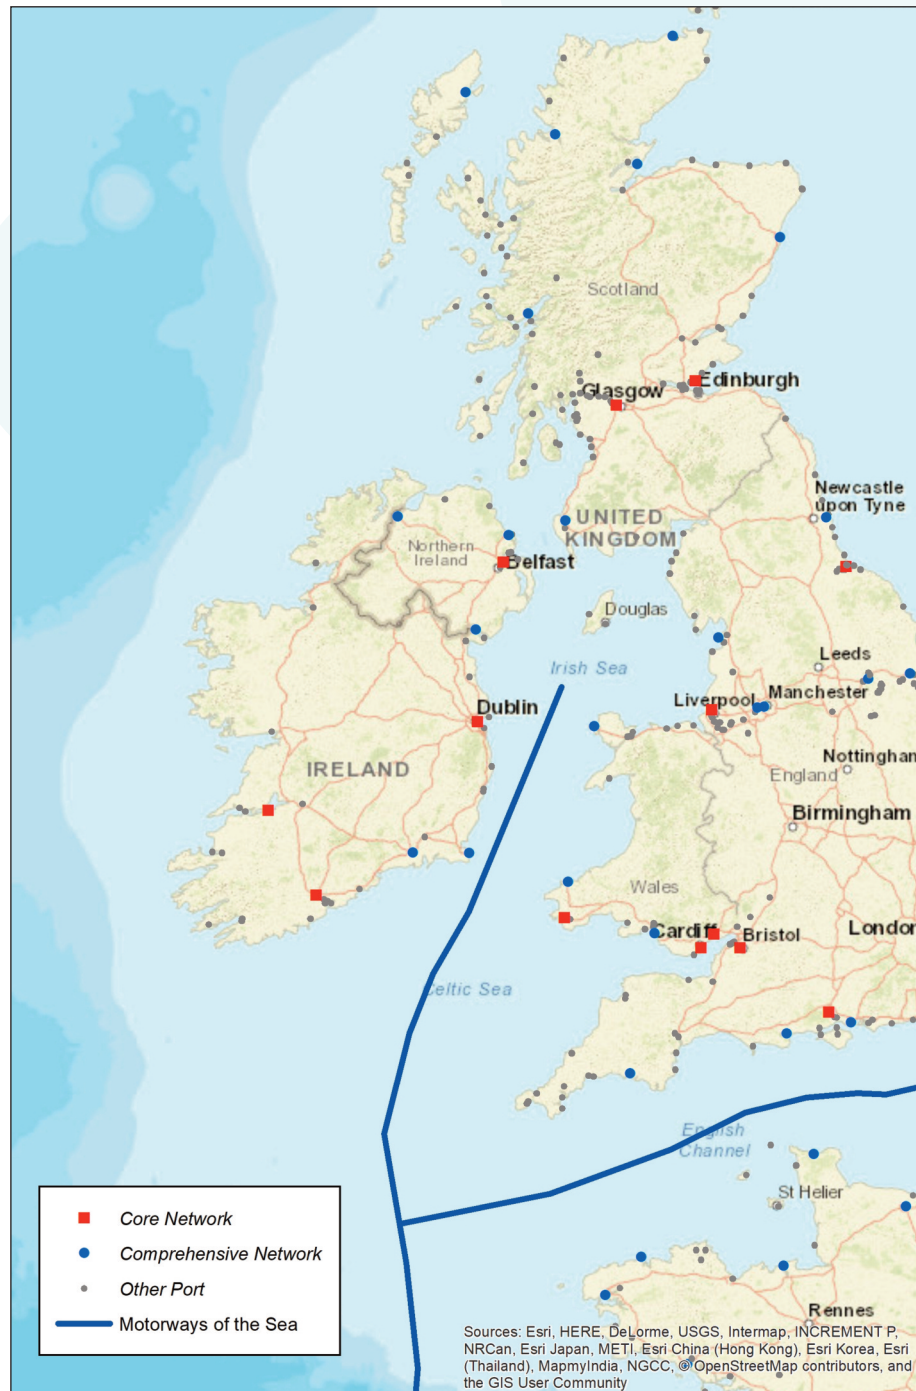 Scotland
Glasgow
Edinburgh
Newcastle
upon Tyne
UNITED
KINGDOM
Northern
Ireland
Belfast
Douglas
Irish Sea
Leeds
Dublin
Liverpool
Manchester
IRELAND
Nottingham
England
Birmingham
Wales
Cardiff
Bristol
London
Celtic Sea
English
Channel
St Helier
Core Network
Comprehensive Network
Other Port
Motorways of the Sea
Rennes
Sources: Esri, HERE, DeLorme, USGS, Intermap, INCREMENT P,
NRCan, Esri Japan, METI, Esri China (Hong Kong), Esri Korea, Esri
(Thailand), MapmyIndia, NGCC, © OpenStreetMap contributors, and
the GIS User Community